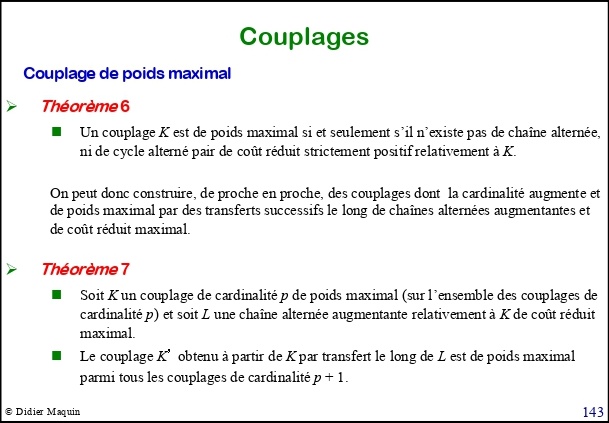 Couplages
Couplage de poids maximal
➢ Théorème 6
■ Un couplage K est de poids maximal si et seulement s’il n’existe pas de chaîne alternée,
ni de cycle alterné pair de coût réduit strictement positif relativement à K.
On peut donc construire, de proche en proche, des couplages dont la cardinalité augmente et
de poids maximal par des transferts successifs le long de chaînes alternées augmentantes et
de coût réduit maximal.
➢ Théorème 7
■ Soit K un couplage de cardinalité p de poids maximal (sur l’ensemble des couplages de
cardinalité p) et soit L une chaîne alternée augmentante relativement à K de coût réduit
maximal.
■ Le couplage K’ obtenu à partir de K par transfert le long de L est de poids maximal
parmi tous les couplages de cardinalité p + 1.
© Didier Maquin
143